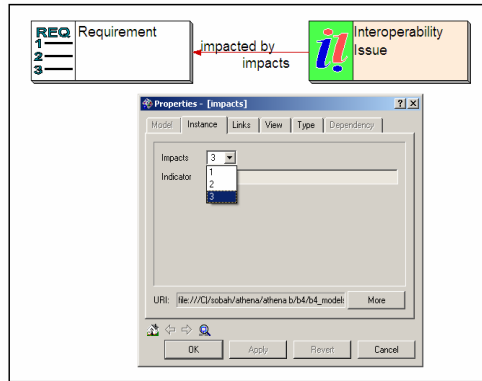 REQ Requirement
1
2
3
impacted by
impacts
Interoperability
Issue
Properties - [impacts]
Model Instance Links View Type Dependency
Impacts 3
1
2
3
Indicator
URI: file:///C|/sobah/athena/athena b/b4/b4_models More
OK Apply Revert Cancel